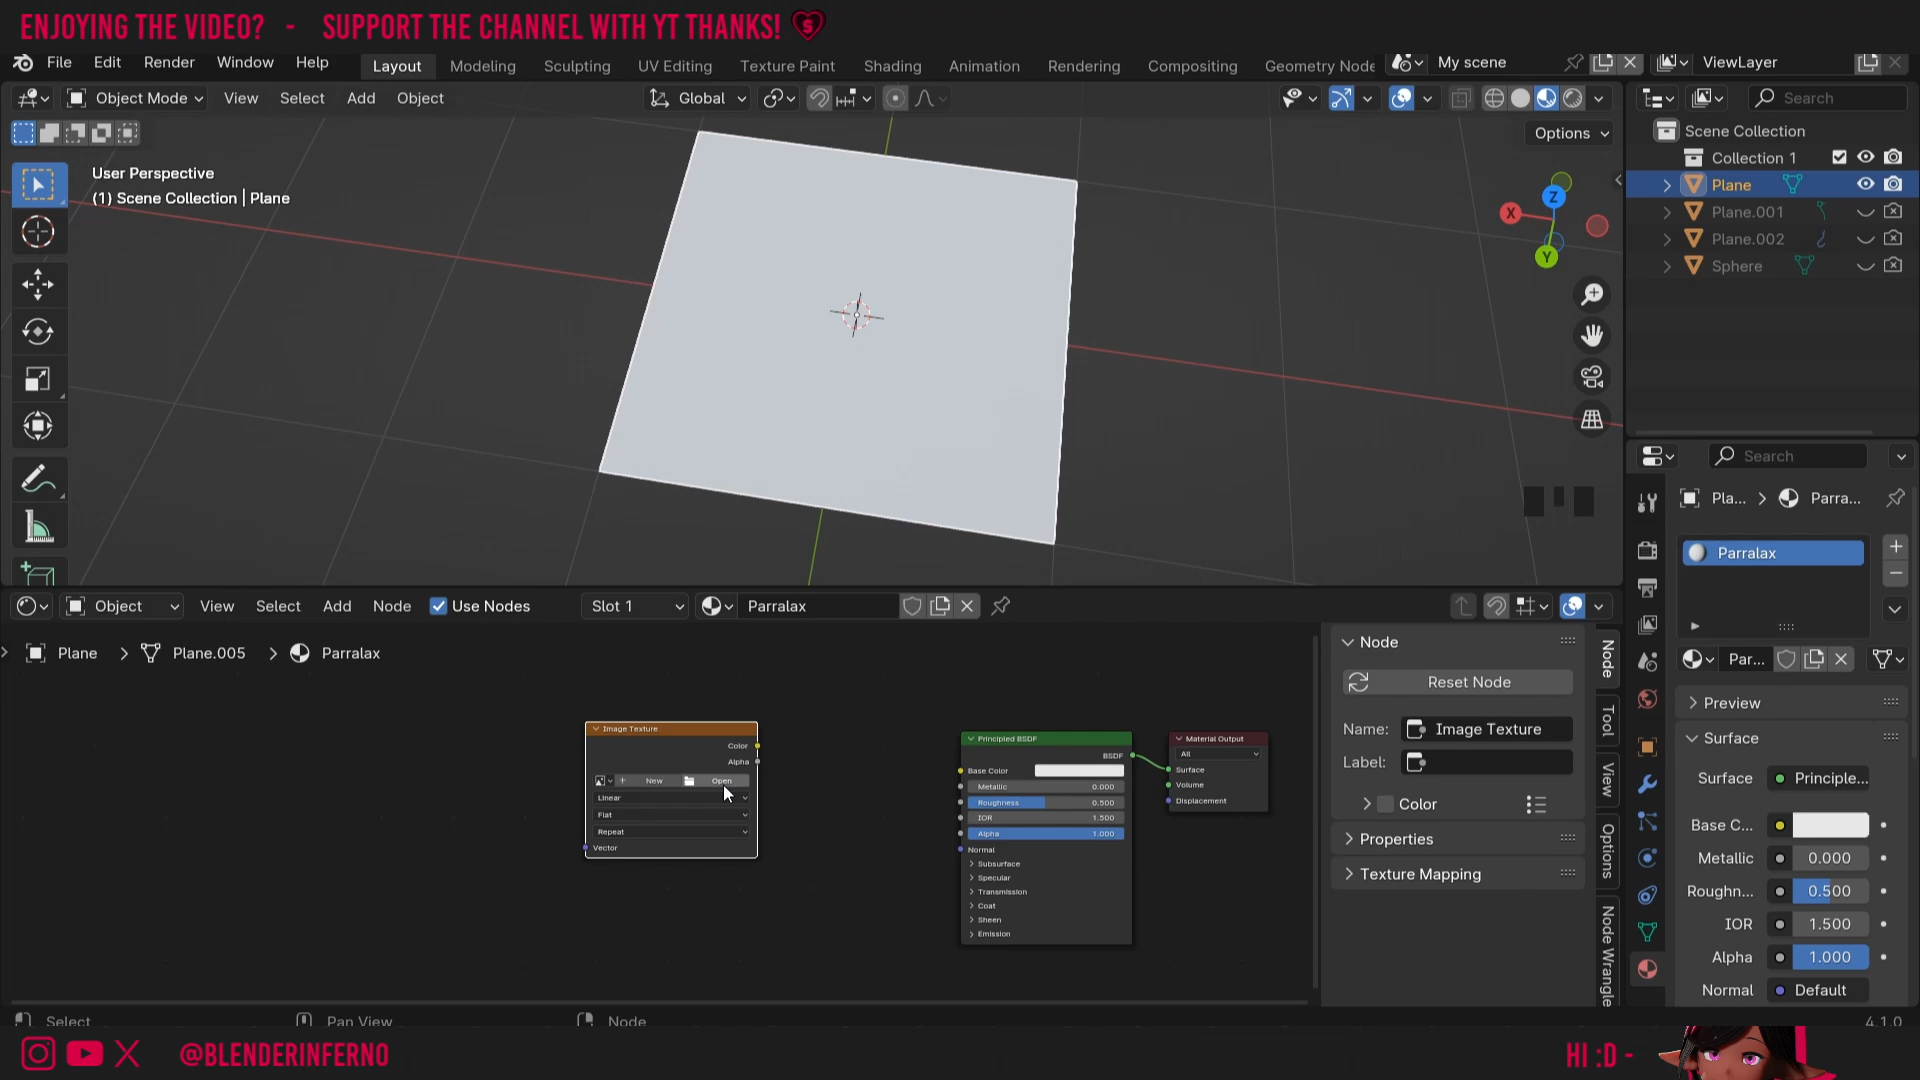 ENJOYING THE VIDEO? - SUPPORT THE CHANNEL WITH YT THANKS!
File Edit Render Window Help Layout Modeling Sculpting UV Editing Texture Paint Shading Animation Rendering Compositing Geometry Node My scene ViewLayer
Object Mode View Select Add Object Global Search
Options
Scene Collection
Collection 1
User Perspective
(1) Scene Collection | Plane
Plane
Plane.001
Plane.002
Sphere
X
Z
Y
Search
Pla... Parra...
Parralax
Object View Select Add Node Use Nodes Slot 1 Parralax
Plane Plane.005 Parralax
Par...
Image Texture
Color
Alpha
New Open
Linear
Flat
Repeat
Vector
Principled BSDF
BSDF
Base Color
Metallic 0.000
Roughness 0.500
IOR 1.500
Alpha 1.000
Normal
Subsurface
Specular
Transmission
Coat
Sheen
Emission
Material Output
All
Surface
Volume
Displacement
Node
Reset Node
Name: Image Texture
Label:
Color
Properties
Texture Mapping
Node
Tool
View
Options
Node Wrangle
Preview
Surface
Surface Principle...
Base C...
Metallic 0.000
Roughn... 0.500
IOR 1.500
Alpha 1.000
Normal Default
Select Pan View Node 4.1.0
@BLENDERINFERNO
HI :D -